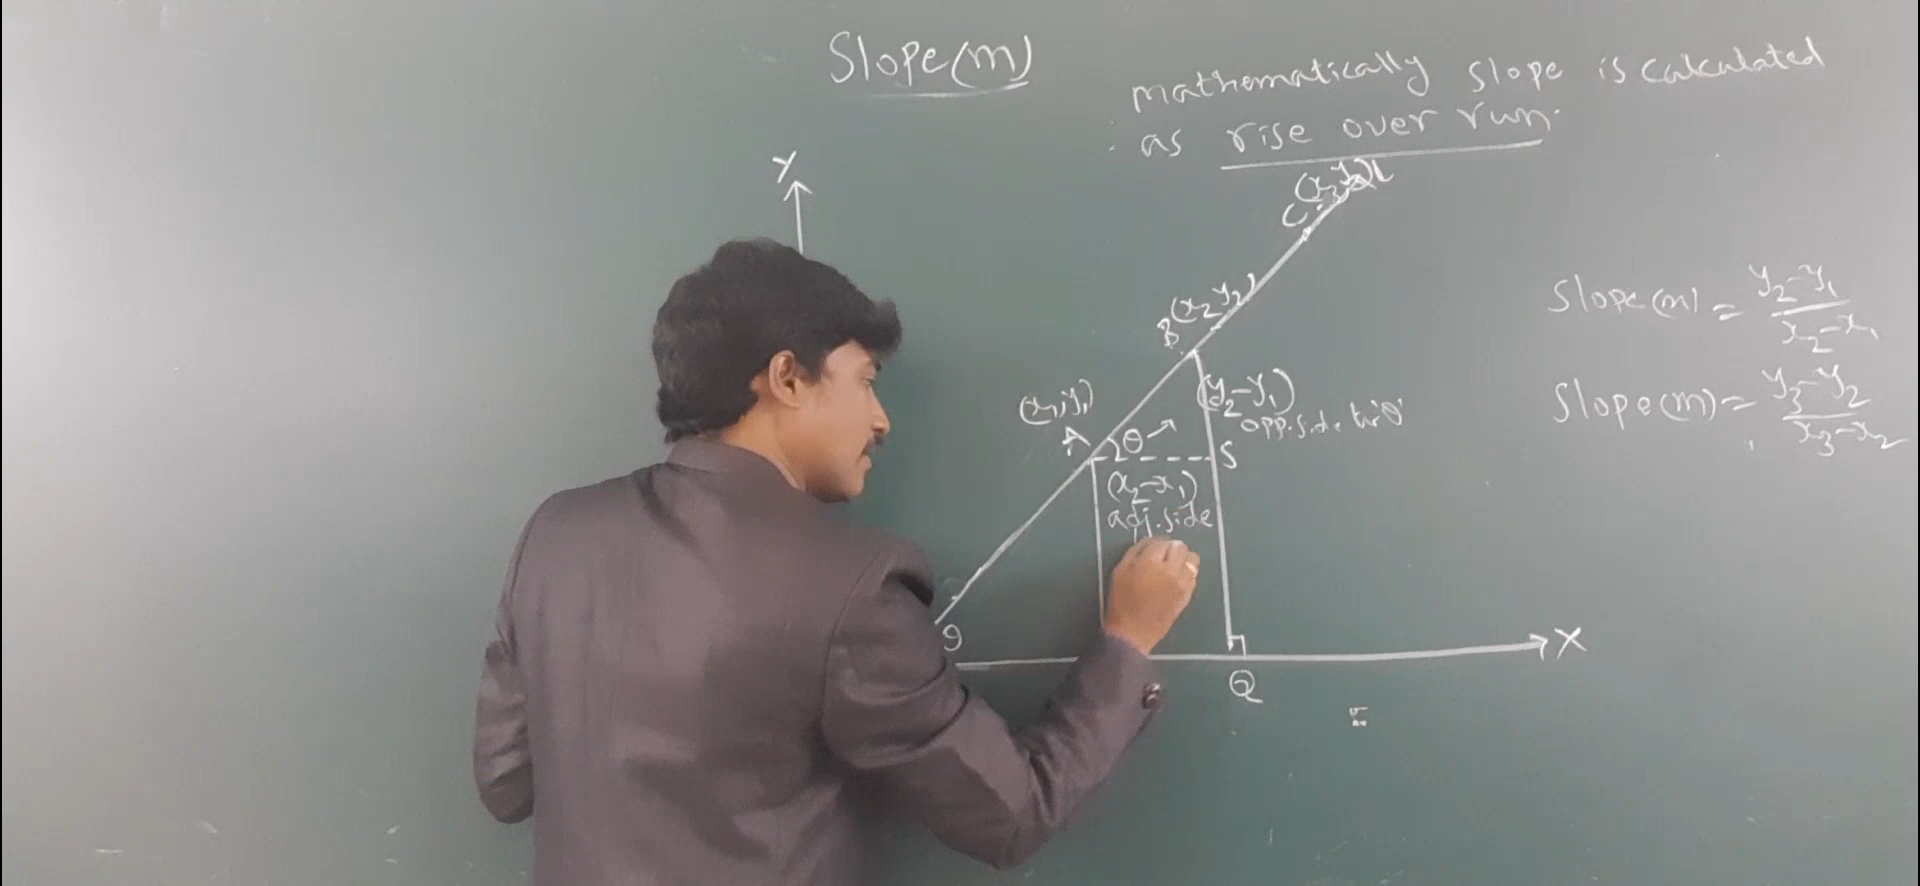 Slope(m)
mathematically slope is calculated
as rise over run.
Y
C
B(x₂ y₂)
Slope(m) = y₂-y₁
x₂-x₁
(x₁,y₁)
(y₂-y₁)
Slope(m) = y₃-y₂
x₃-x₂
opp.side to 'θ'
A
θ
S
(x₂-x₁)
adj.side
X
Q